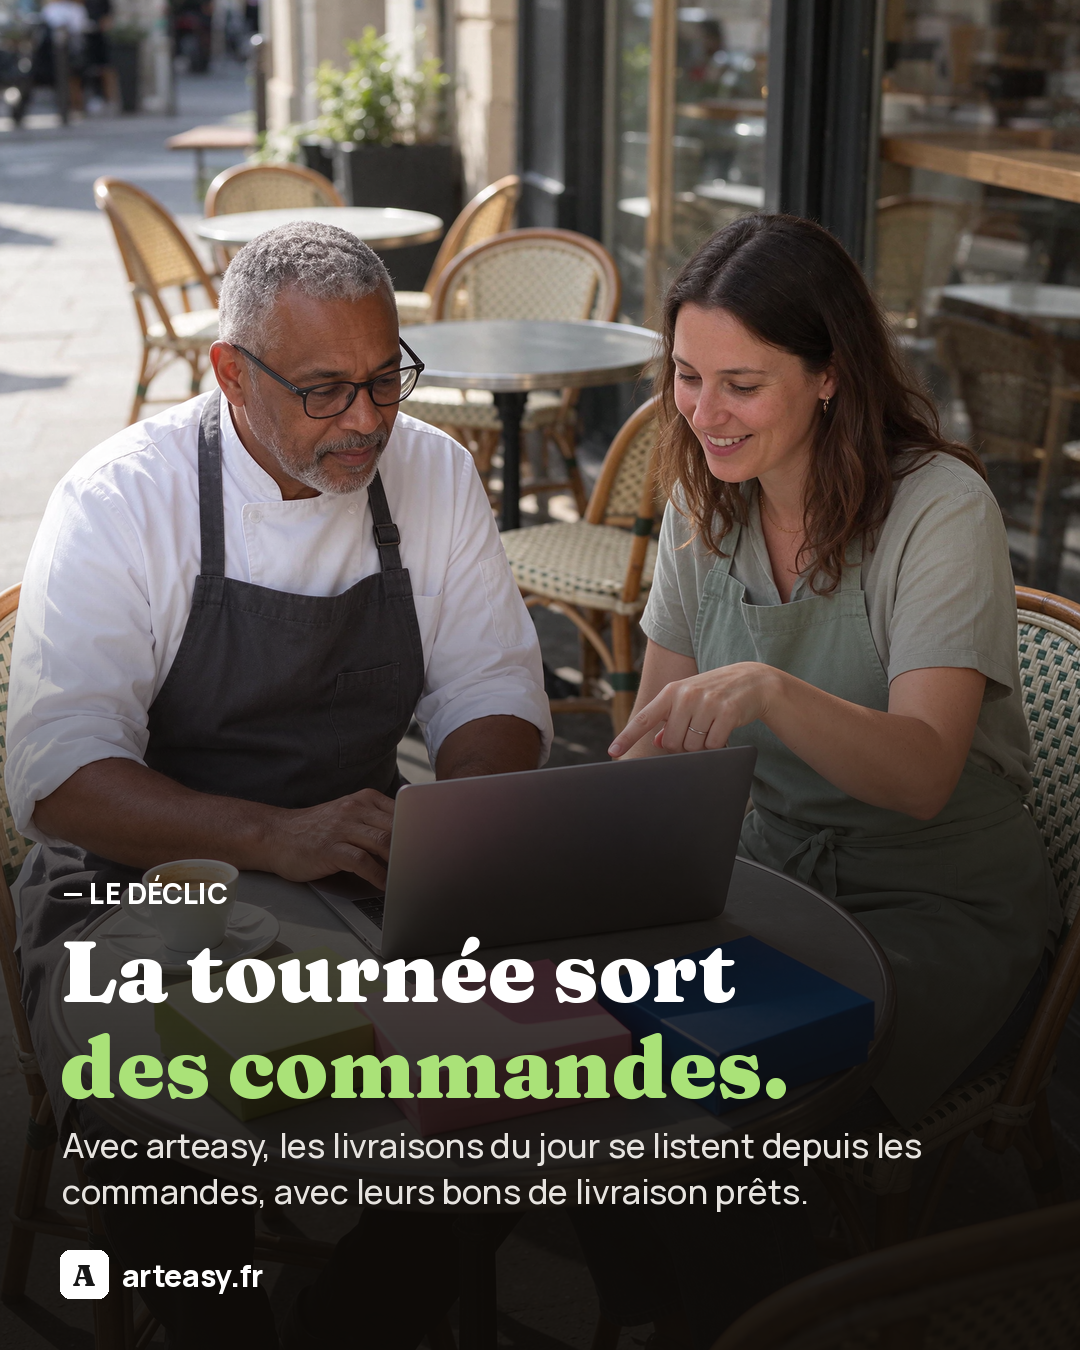 — LE DÉCLIC
La tournée sort
des commandes.
Avec arteasy, les livraisons du jour se listent depuis les
commandes, avec leurs bons de livraison prêts.
A arteasy.fr